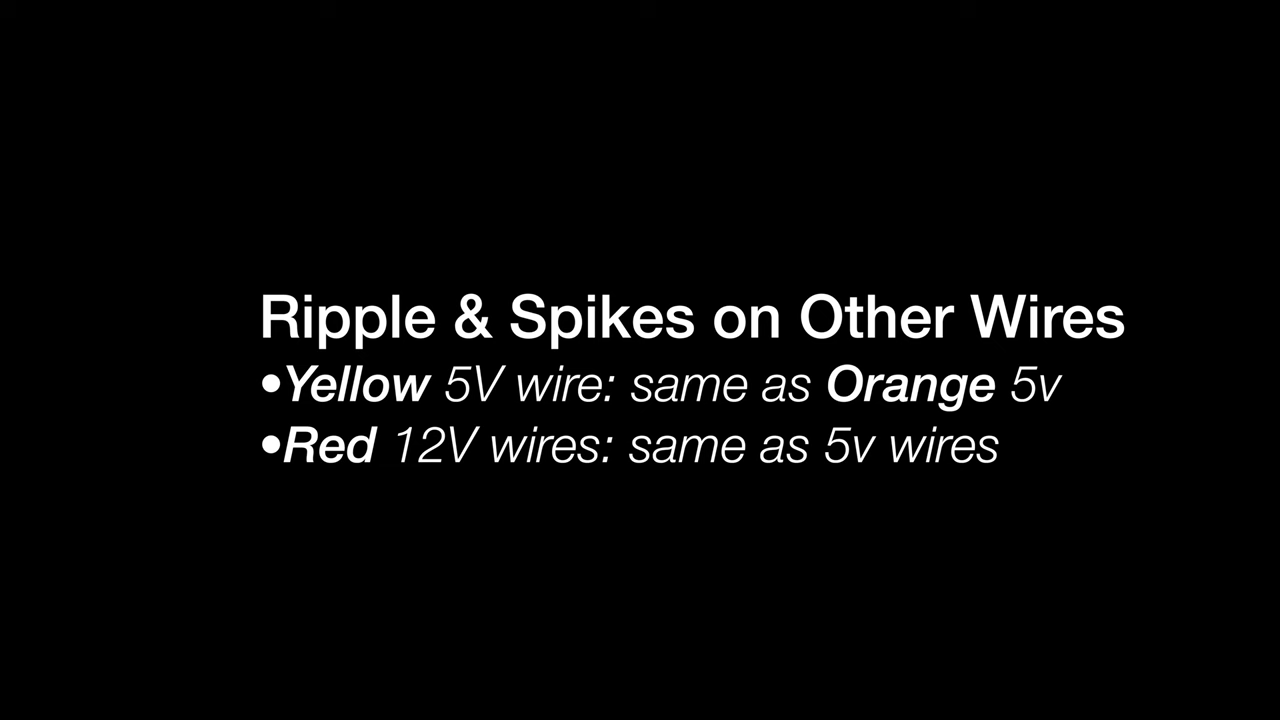 Ripple & Spikes on Other Wires
•Yellow 5V wire: same as Orange 5v
•Red 12V wires: same as 5v wires